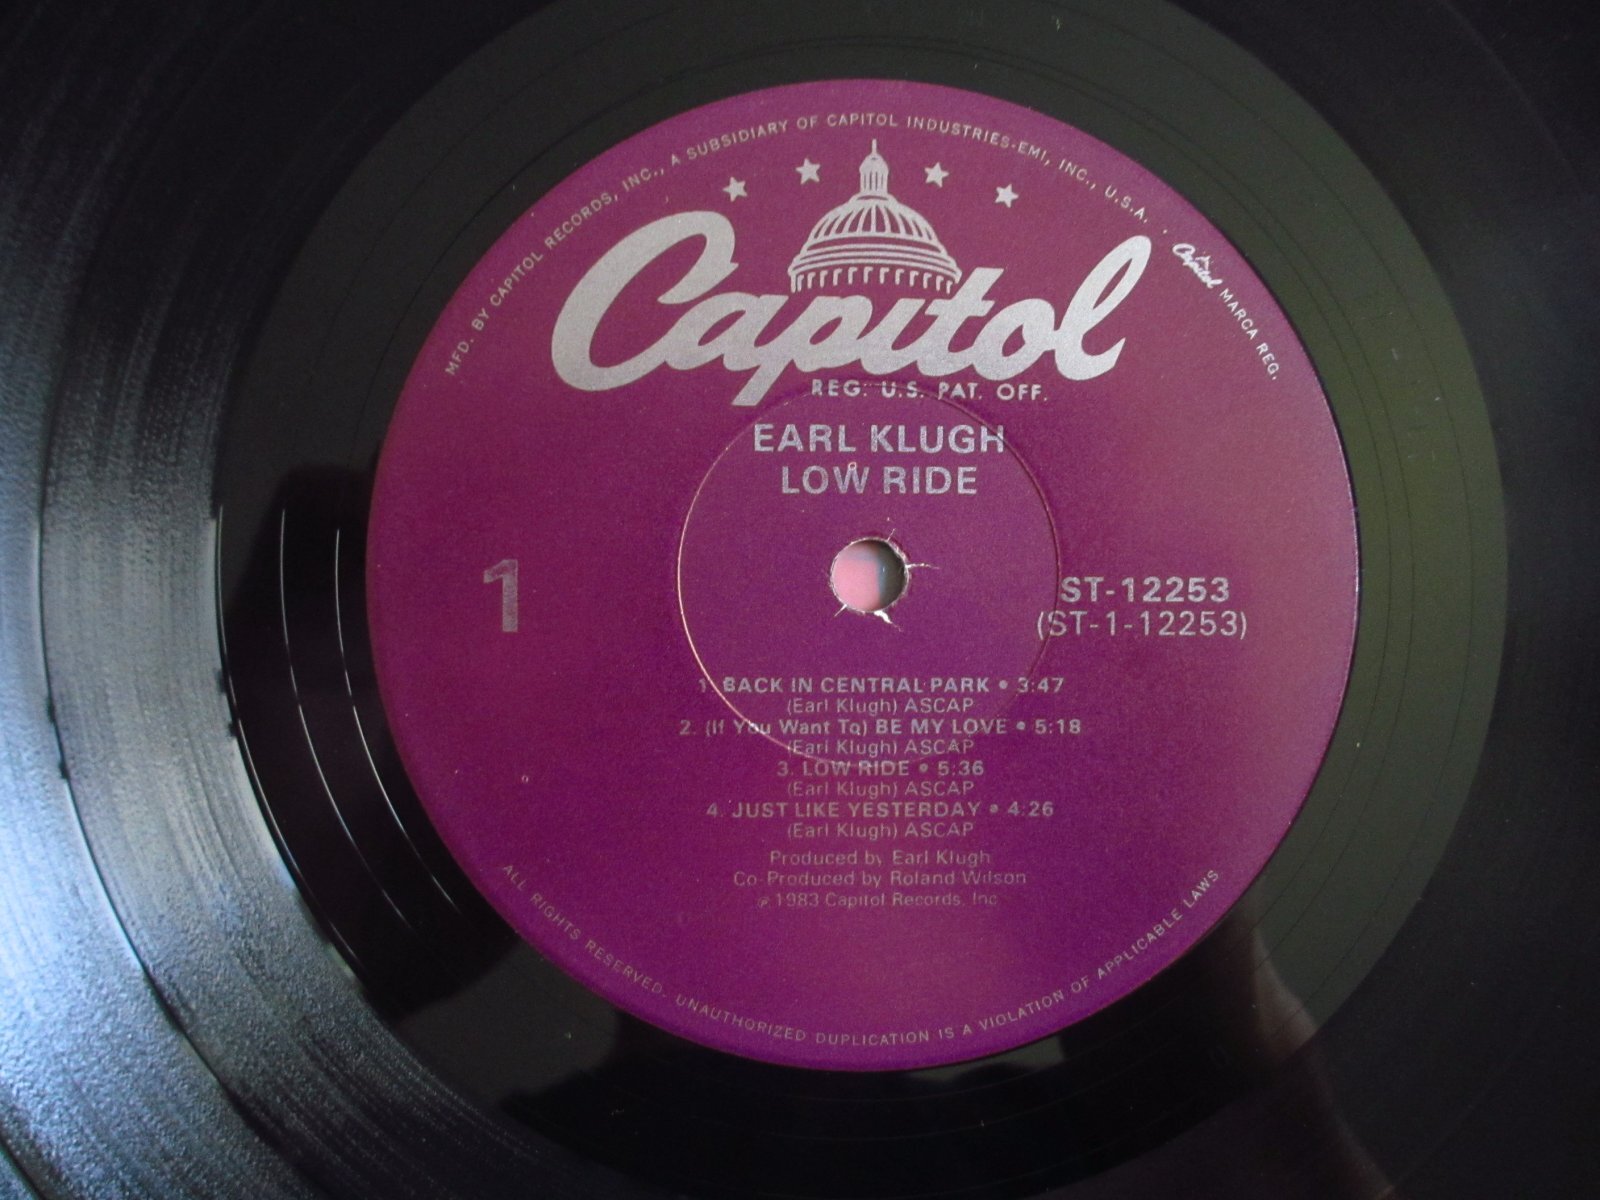 MFD. BY CAPITOL RECORDS, INC., A SUBSIDIARY OF CAPITOL INDUSTRIES-EMI, INC., U.S.A.
Capitol MARCA REG.
Capitol
REG. U.S. PAT. OFF.
EARL KLUGH
LOW RIDE
1
ST-12253
(ST-1-12253)
1. BACK IN CENTRAL PARK • 3:47
(Earl Klugh) ASCAP
2. (If You Want To) BE MY LOVE • 5:18
(Earl Klugh) ASCAP
3. LOW RIDE • 5:36
(Earl Klugh) ASCAP
4. JUST LIKE YESTERDAY • 4:26
(Earl Klugh) ASCAP
Produced by Earl Klugh
Co-Produced by Roland Wilson
℗ 1983 Capitol Records, Inc
ALL RIGHTS RESERVED. UNAUTHORIZED DUPLICATION IS A VIOLATION OF APPLICABLE LAWS